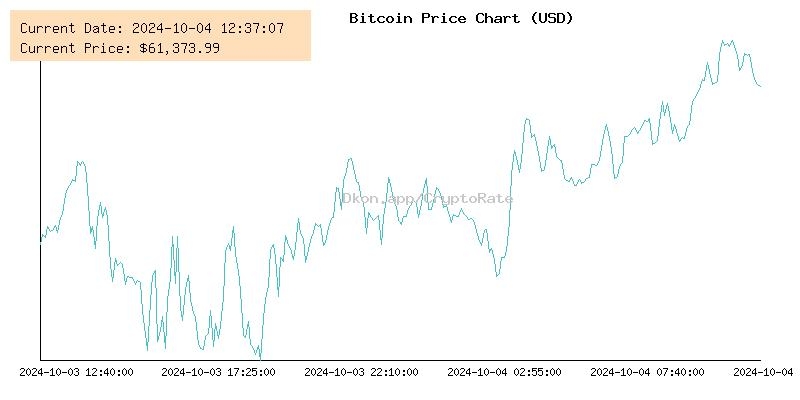 Bitcoin Price Chart (USD)
Current Date: 2024-10-04 12:37:07
Current Price: $61,373.99
Dkon.app/CryptoRate
2024-10-03 12:40:00 2024-10-03 17:25:00 2024-10-03 22:10:00 2024-10-04 02:55:00 2024-10-04 07:40:00 2024-10-04